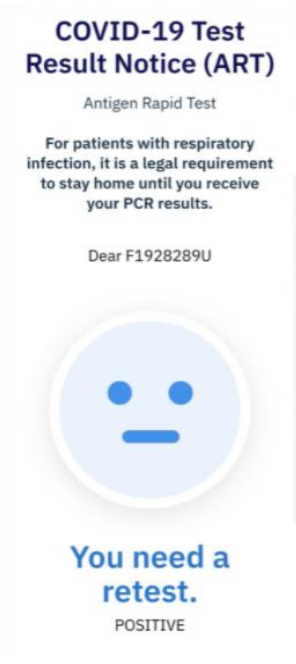 COVID-19 Test
Result Notice (ART)
Antigen Rapid Test
For patients with respiratory
infection, it is a legal requirement
to stay home until you receive
your PCR results.
Dear F1928289U
You need a
retest.
POSITIVE